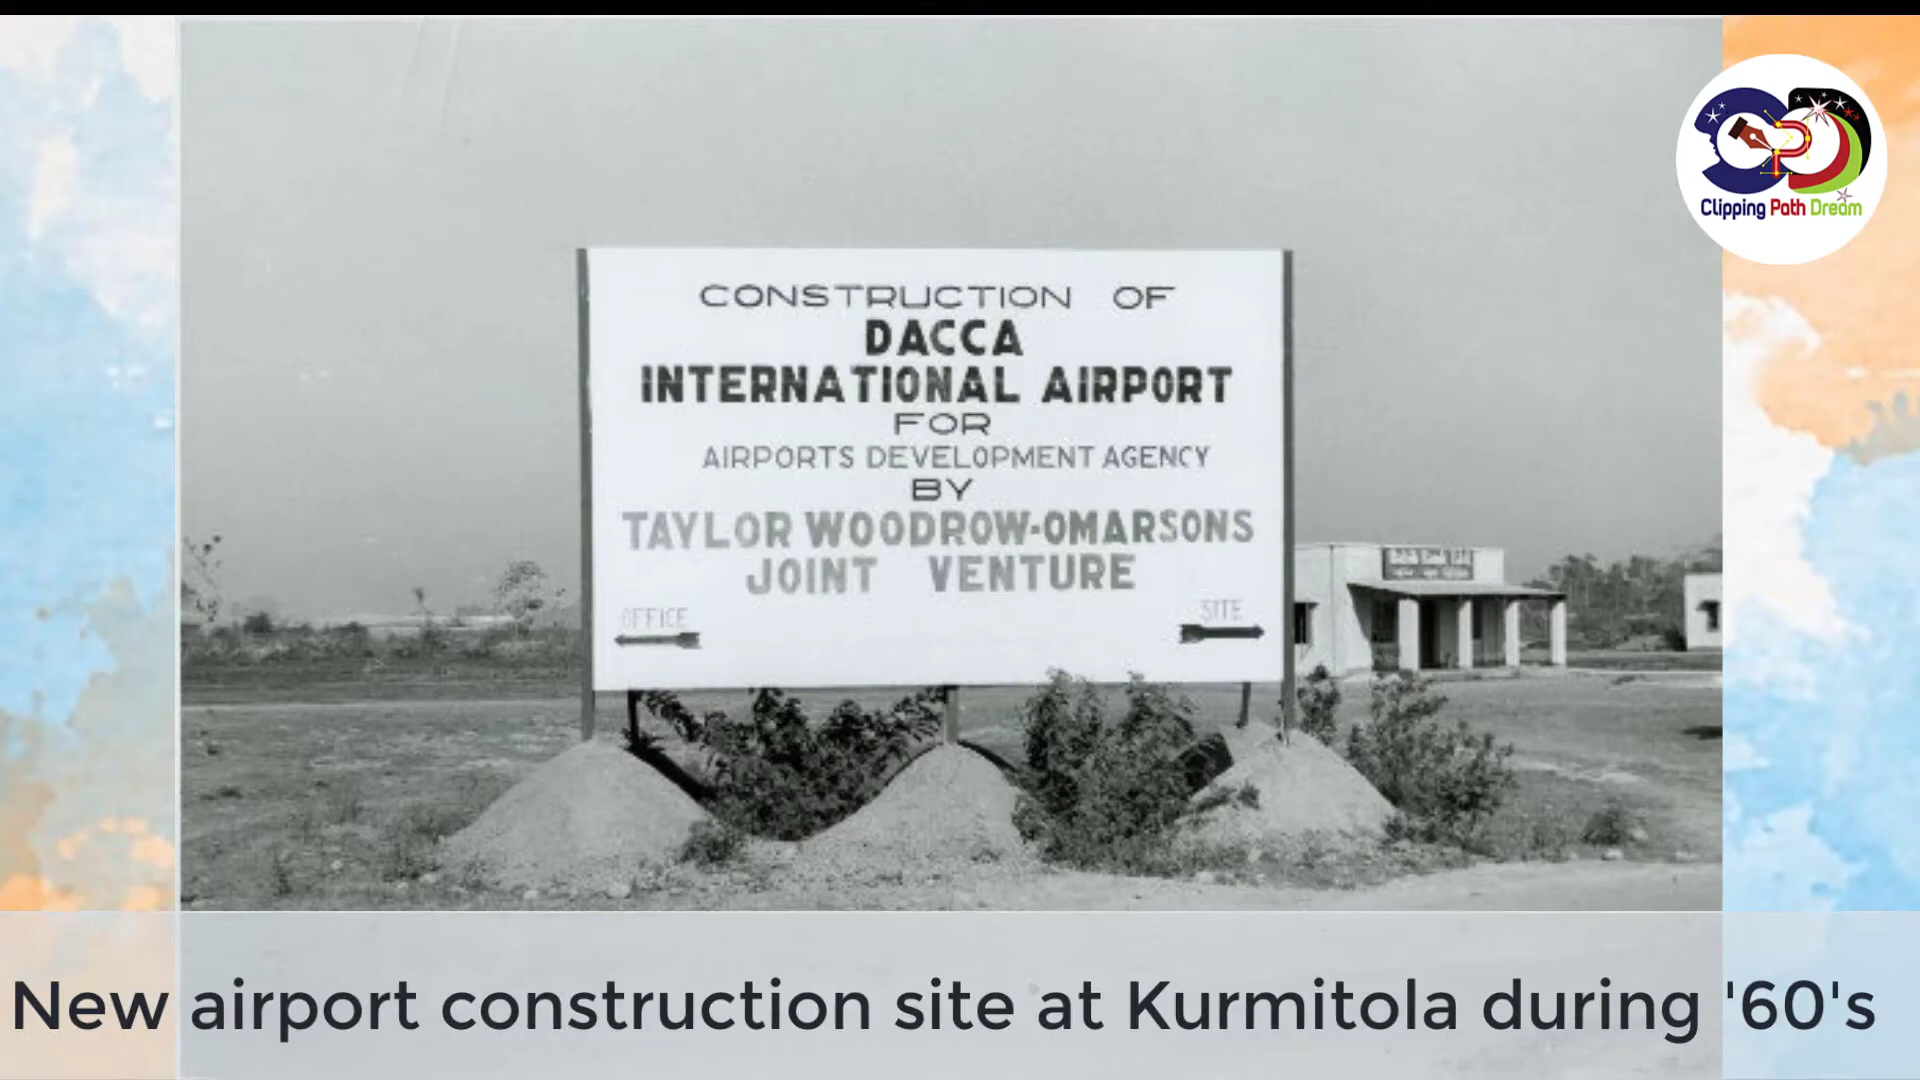 Clipping Path Dream
CONSTRUCTION OF
DACCA
INTERNATIONAL AIRPORT
FOR
AIRPORTS DEVELOPMENT AGENCY
BY
TAYLOR WOODROW-OMARSONS
JOINT VENTURE
OFFICE
SITE
New airport construction site at Kurmitola during '60's